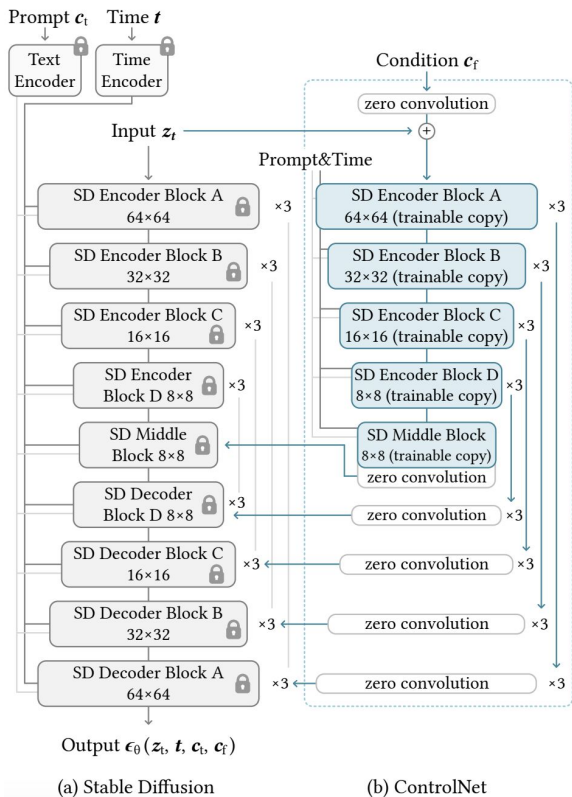 Prompt cₜ
Time t
Text
Encoder
Time
Encoder
Input zₜ
SD Encoder Block A
64×64
×3
SD Encoder Block B
32×32
×3
SD Encoder Block C
16×16
×3
SD Encoder
Block D 8×8
×3
SD Middle
Block 8×8
SD Decoder
Block D 8×8
×3
SD Decoder Block C
16×16
×3
SD Decoder Block B
32×32
×3
SD Decoder Block A
64×64
×3
Output ϵθ(zₜ, t, cₜ, c_f)
(a) Stable Diffusion
Condition c_f
zero convolution
+
Prompt&Time
SD Encoder Block A
64×64 (trainable copy)
×3
SD Encoder Block B
32×32 (trainable copy)
×3
SD Encoder Block C
16×16 (trainable copy)
×3
SD Encoder Block D
8×8 (trainable copy)
×3
SD Middle Block
8×8 (trainable copy)
zero convolution
zero convolution
×3
zero convolution
×3
zero convolution
×3
zero convolution
×3
(b) ControlNet